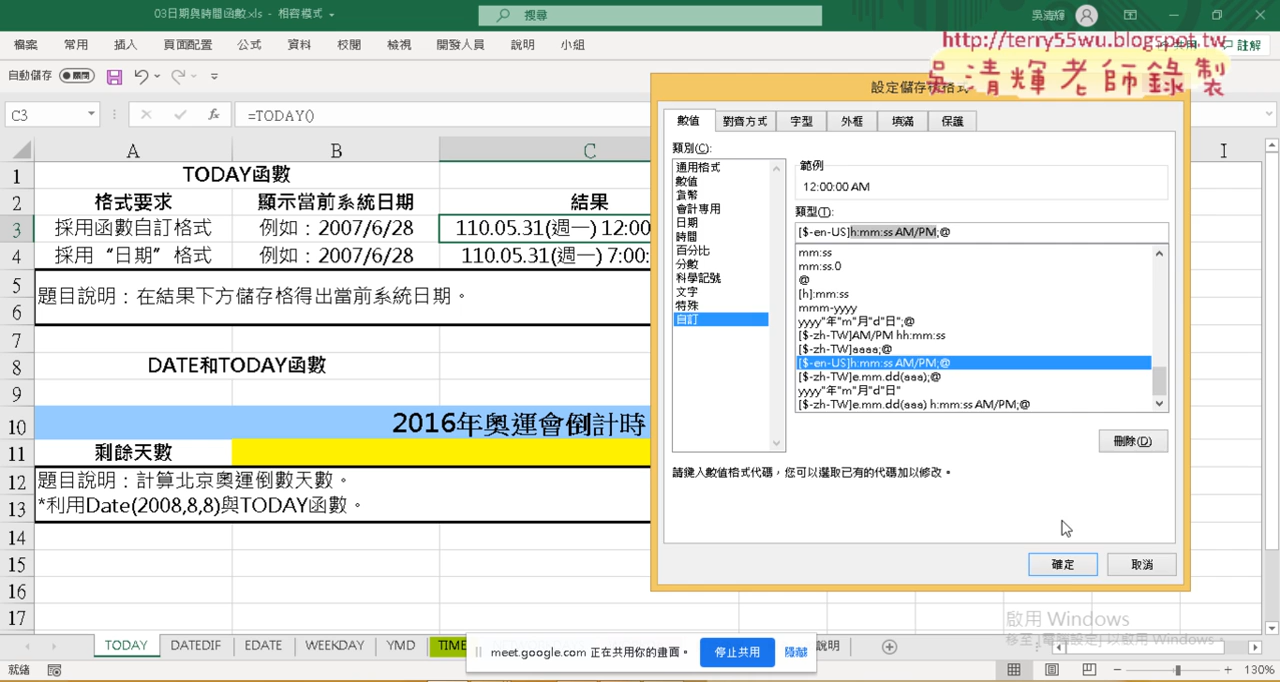 03日期與時間函數.xls - 相容模式
搜尋
吳清輝
檔案 常用 插入 頁面配置 公式 資料 校閱 檢視 開發人員 說明 小組
共用 註解
http://terry55wu.blogspot.tw
吳清輝老師錄製
自動儲存 關閉
C3 fx =TODAY()
A B C I
1 TODAY函數
2 格式要求 顯示當前系統日期 結果
3 採用函數自訂格式 例如：2007/6/28 110.05.31(週一) 12:00
4 採用“日期”格式 例如：2007/6/28 110.05.31(週一) 7:00:
5 題目說明：在結果下方儲存格得出當前系統日期。
6
7
8 DATE和TODAY函數
9
10 2016年奧運會倒計時
11 剩餘天數
12 題目說明：計算北京奧運倒數天數。
13 *利用Date(2008,8,8)與TODAY函數。
14
15
16
17
設定儲存格格式
數值 對齊方式 字型 外框 填滿 保護
類別(C):
通用格式
數值
貨幣
會計專用
日期
時間
百分比
分數
科學記號
文字
特殊
自訂
範例
12:00:00 AM
類型(T):
[$-en-US]h:mm:ss AM/PM;@
mm:ss
mm:ss.0
@
[h]:mm:ss
mmm-yyyy
yyyy"年"m"月"d"日";@
[$-zh-TW]AM/PM hh:mm:ss
[$-zh-TW]aaaa;@
[$-en-US]h:mm:ss AM/PM;@
[$-zh-TW]e.mm.dd(aaa);@
yyyy"年"m"月"d"日"
[$-zh-TW]e.mm.dd(aaa) h:mm:ss AM/PM;@
刪除(D)
請鍵入數值格式代碼，您可以選取已有的代碼加以修改。
確定 取消
啟用 Windows
移至 [電腦設定] 以啟用 Windows。
TODAY DATEDIF EDATE WEEKDAY YMD TIME 說明
meet.google.com 正在共用你的畫面。 停止共用 隱藏
就緒 130%